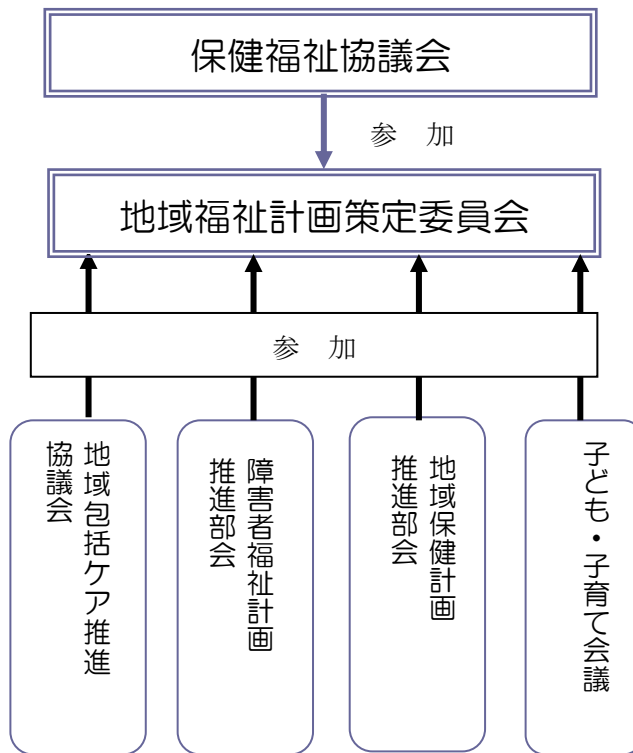 保健福祉協議会
参 加
地域福祉計画策定委員会
参 加
地域包括ケア推進
協議会
障害者福祉計画
推進部会
地域保健計画
推進部会
子ども・子育て会議